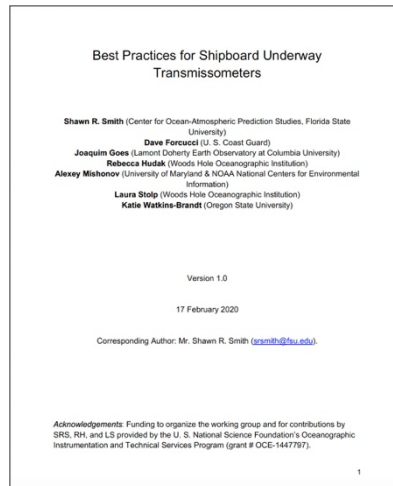 Best Practices for Shipboard Underway
Transmissometers
Shawn R. Smith (Center for Ocean-Atmospheric Prediction Studies, Florida State
University)
Dave Forcucci (U. S. Coast Guard)
Joaquim Goes (Lamont Doherty Earth Observatory at Columbia University)
Rebecca Hudak (Woods Hole Oceanographic Institution)
Alexey Mishonov (University of Maryland & NOAA National Centers for Environmental
Information)
Laura Stolp (Woods Hole Oceanographic Institution)
Katie Watkins-Brandt (Oregon State University)
Version 1.0
17 February 2020
Corresponding Author: Mr. Shawn R. Smith (srsmith@fsu.edu).
Acknowledgements: Funding to organize the working group and for contributions by
SRS, RH, and LS provided by the U. S. National Science Foundation's Oceanographic
Instrumentation and Technical Services Program (grant # OCE-1447797).
1